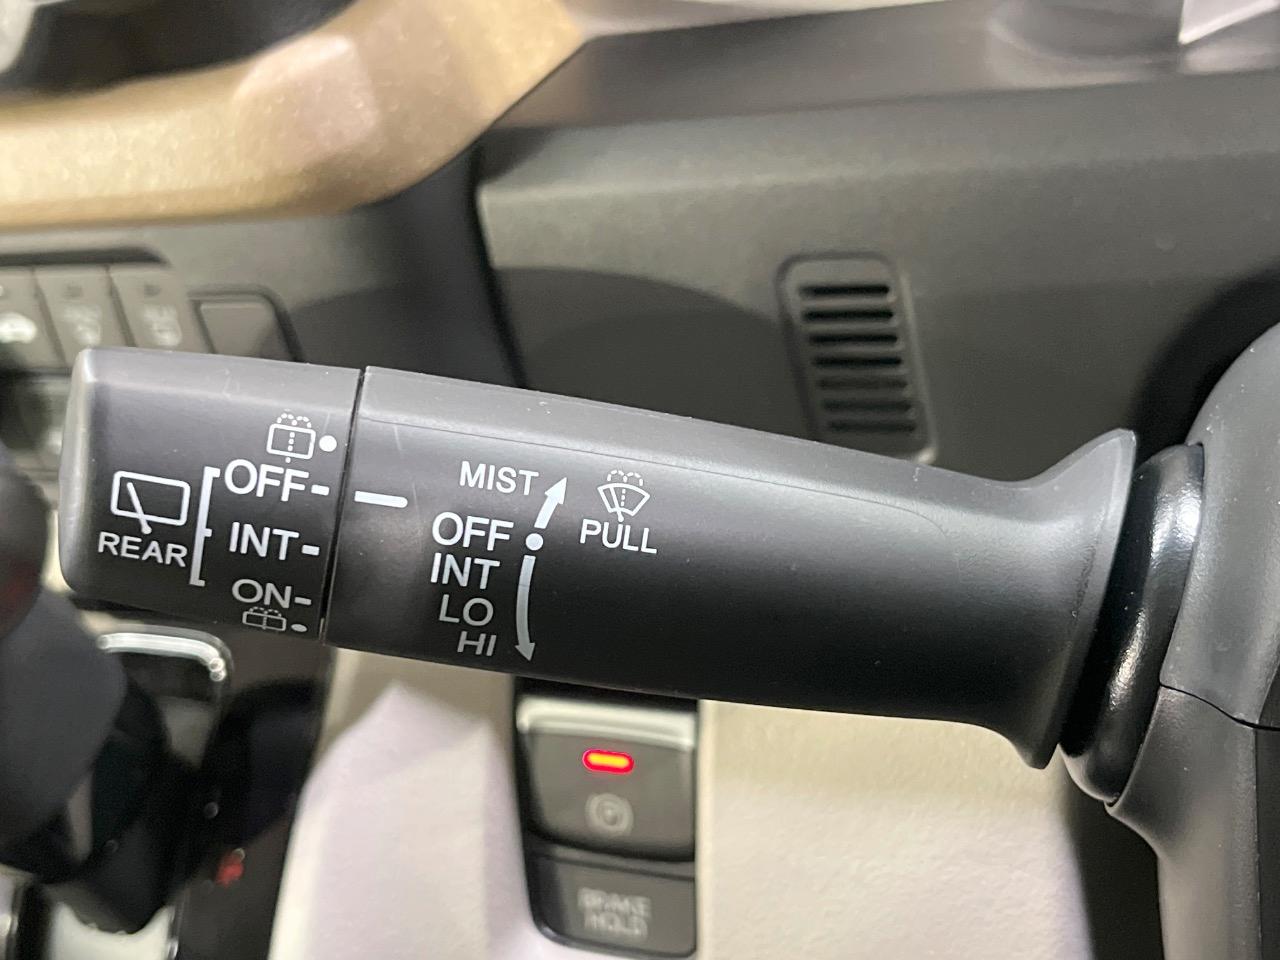 REAR
OFF
INT
ON
MIST
OFF
INT
LO
HI
PULL
BRAKE
HOLD